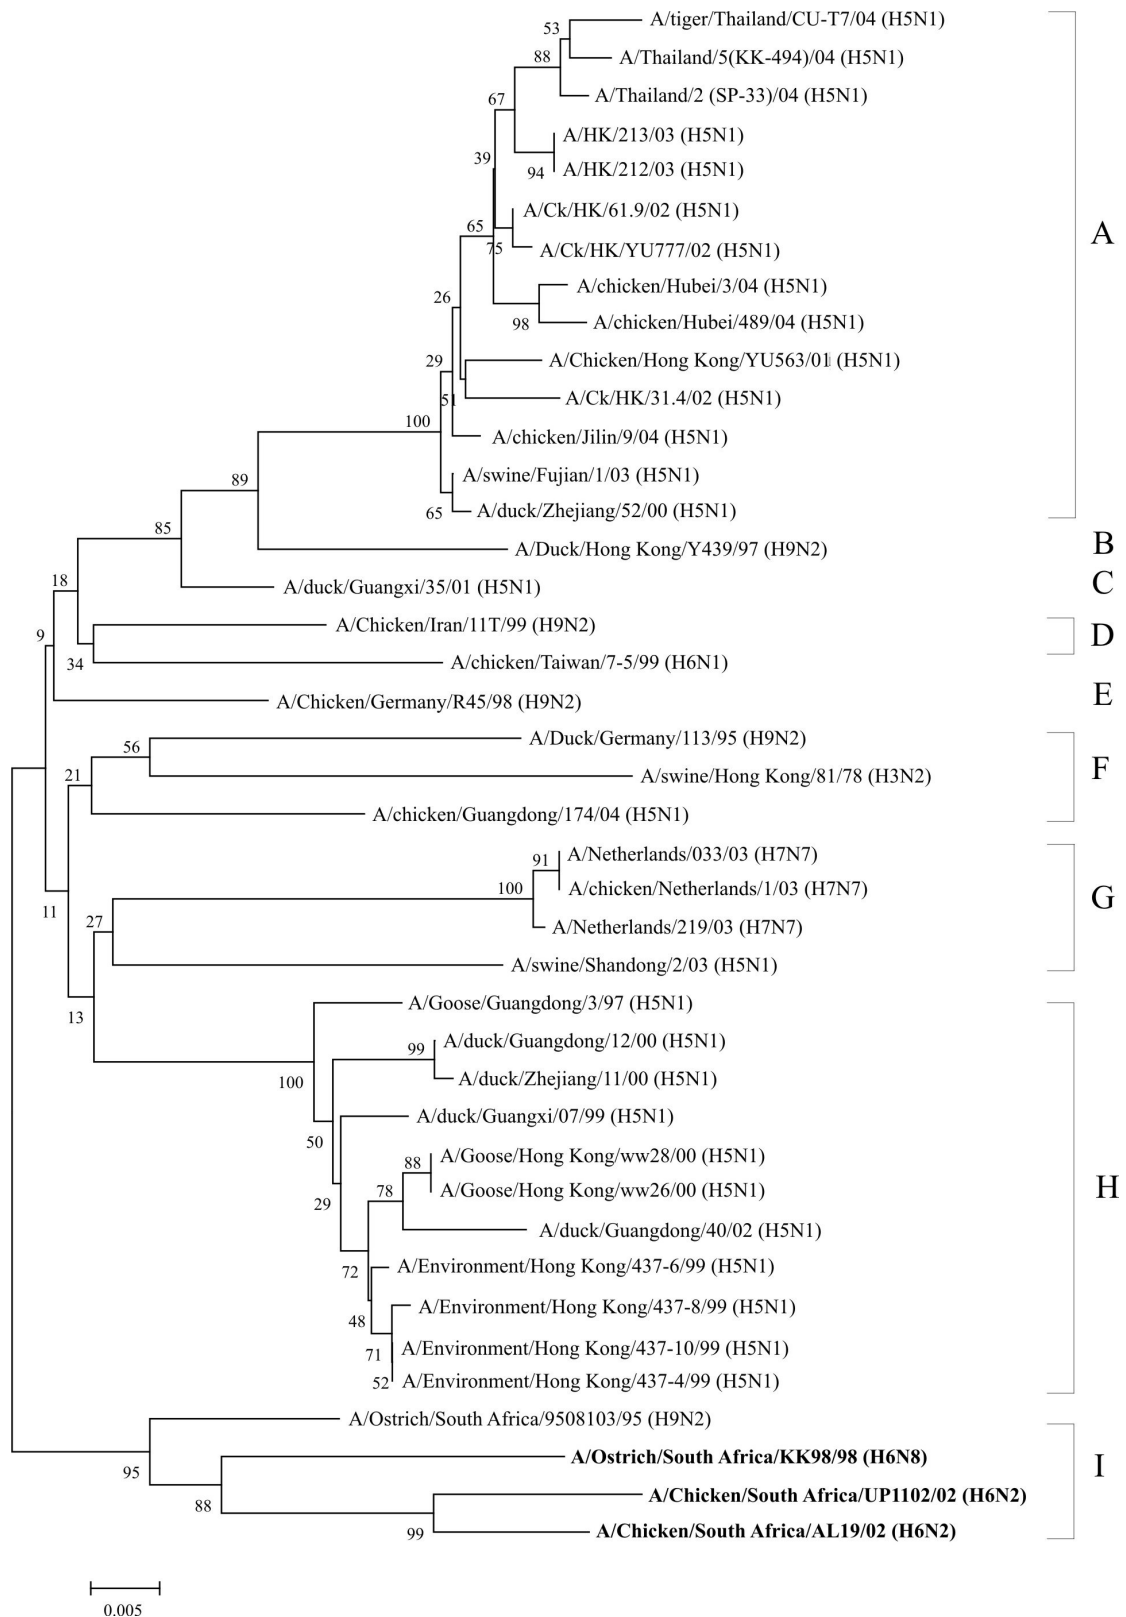 A/tiger/Thailand/CU-T7/04 (H5N1)
53
A/Thailand/5(KK-494)/04 (H5N1)
88
A/Thailand/2 (SP-33)/04 (H5N1)
67
A/HK/213/03 (H5N1)
39
94
A/HK/212/03 (H5N1)
A/Ck/HK/61.9/02 (H5N1)
65
75
A
A/Ck/HK/YU777/02 (H5N1)
A/chicken/Hubei/3/04 (H5N1)
26
98
A/chicken/Hubei/489/04 (H5N1)
29
A/Chicken/Hong Kong/YU563/01 (H5N1)
51
A/Ck/HK/31.4/02 (H5N1)
100
A/chicken/Jilin/9/04 (H5N1)
89
A/swine/Fujian/1/03 (H5N1)
65
A/duck/Zhejiang/52/00 (H5N1)
85
A/Duck/Hong Kong/Y439/97 (H9N2)
B
18
A/duck/Guangxi/35/01 (H5N1)
C
A/Chicken/Iran/11T/99 (H9N2)
9
D
34
A/chicken/Taiwan/7-5/99 (H6N1)
A/Chicken/Germany/R45/98 (H9N2)
E
A/Duck/Germany/113/95 (H9N2)
56
21
A/swine/Hong Kong/81/78 (H3N2)
F
A/chicken/Guangdong/174/04 (H5N1)
A/Netherlands/033/03 (H7N7)
91
100
A/chicken/Netherlands/1/03 (H7N7)
G
11
27
A/Netherlands/219/03 (H7N7)
A/swine/Shandong/2/03 (H5N1)
13
A/Goose/Guangdong/3/97 (H5N1)
A/duck/Guangdong/12/00 (H5N1)
99
100
A/duck/Zhejiang/11/00 (H5N1)
A/duck/Guangxi/07/99 (H5N1)
50
A/Goose/Hong Kong/ww28/00 (H5N1)
88
78
A/Goose/Hong Kong/ww26/00 (H5N1)
H
29
A/duck/Guangdong/40/02 (H5N1)
72
A/Environment/Hong Kong/437-6/99 (H5N1)
A/Environment/Hong Kong/437-8/99 (H5N1)
48
71
A/Environment/Hong Kong/437-10/99 (H5N1)
52
A/Environment/Hong Kong/437-4/99 (H5N1)
A/Ostrich/South Africa/9508103/95 (H9N2)
95
A/Ostrich/South Africa/KK98/98 (H6N8)
I
88
A/Chicken/South Africa/UP1102/02 (H6N2)
99
A/Chicken/South Africa/AL19/02 (H6N2)
0.005